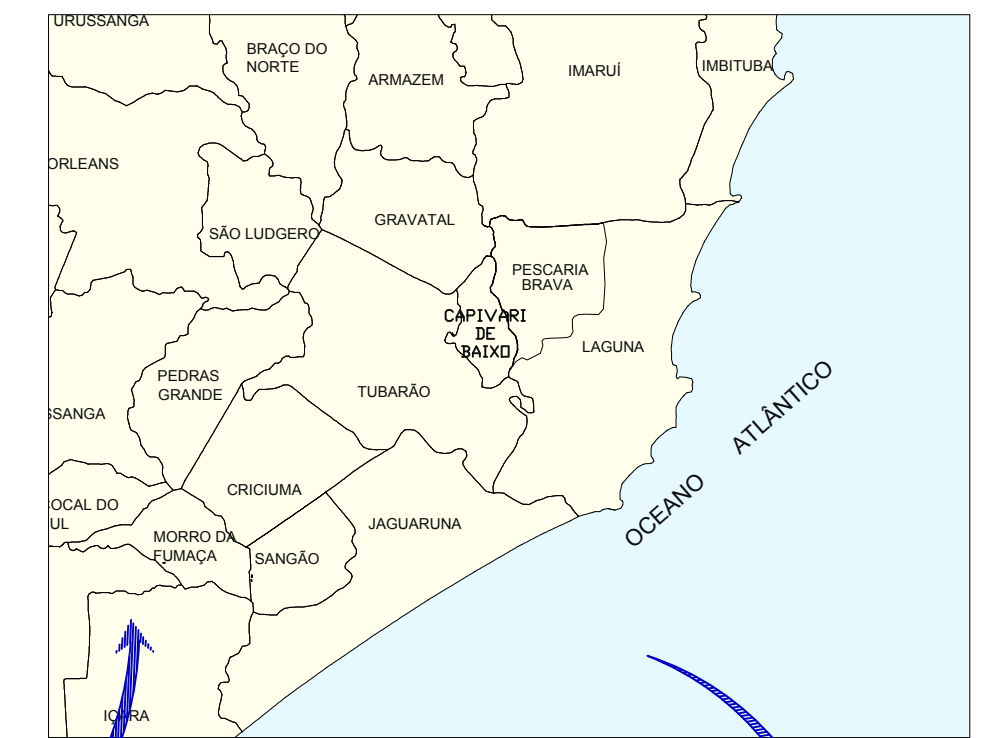 URUSSANGA
BRAÇO DO
NORTE
ARMAZEM
IMARUÍ
IMBITUBA
ORLEANS
SÃO LUDGERO
GRAVATAL
PESCARIA
BRAVA
CAPIVARI
DE
BAIXO
LAGUNA
PEDRAS
GRANDE
TUBARÃO
SSANGA
OCEANO ATLÂNTICO
CRICIUMA
OCAL DO
UL
JAGUARUNA
MORRO DA
FUMAÇA
SANGÃO
IÇARA